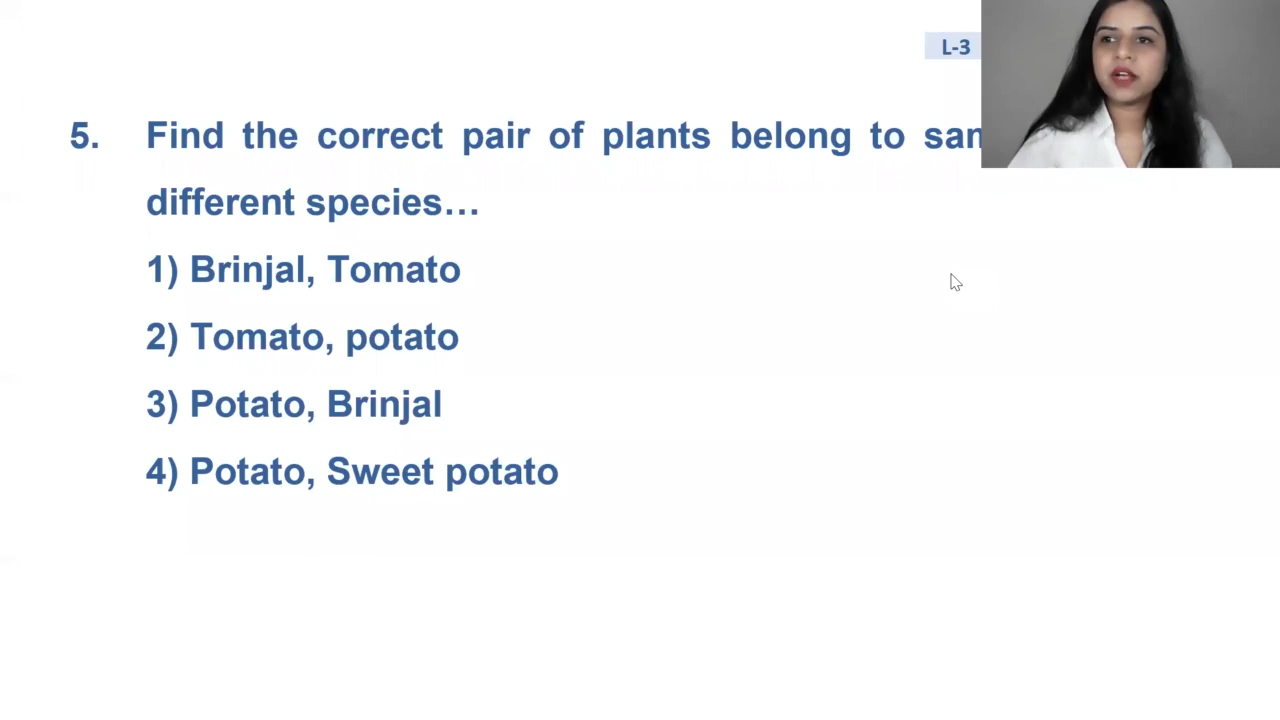 L-3
5. Find the correct pair of plants belong to
different species…
1) Brinjal, Tomato
2) Tomato, potato
3) Potato, Brinjal
4) Potato, Sweet potato